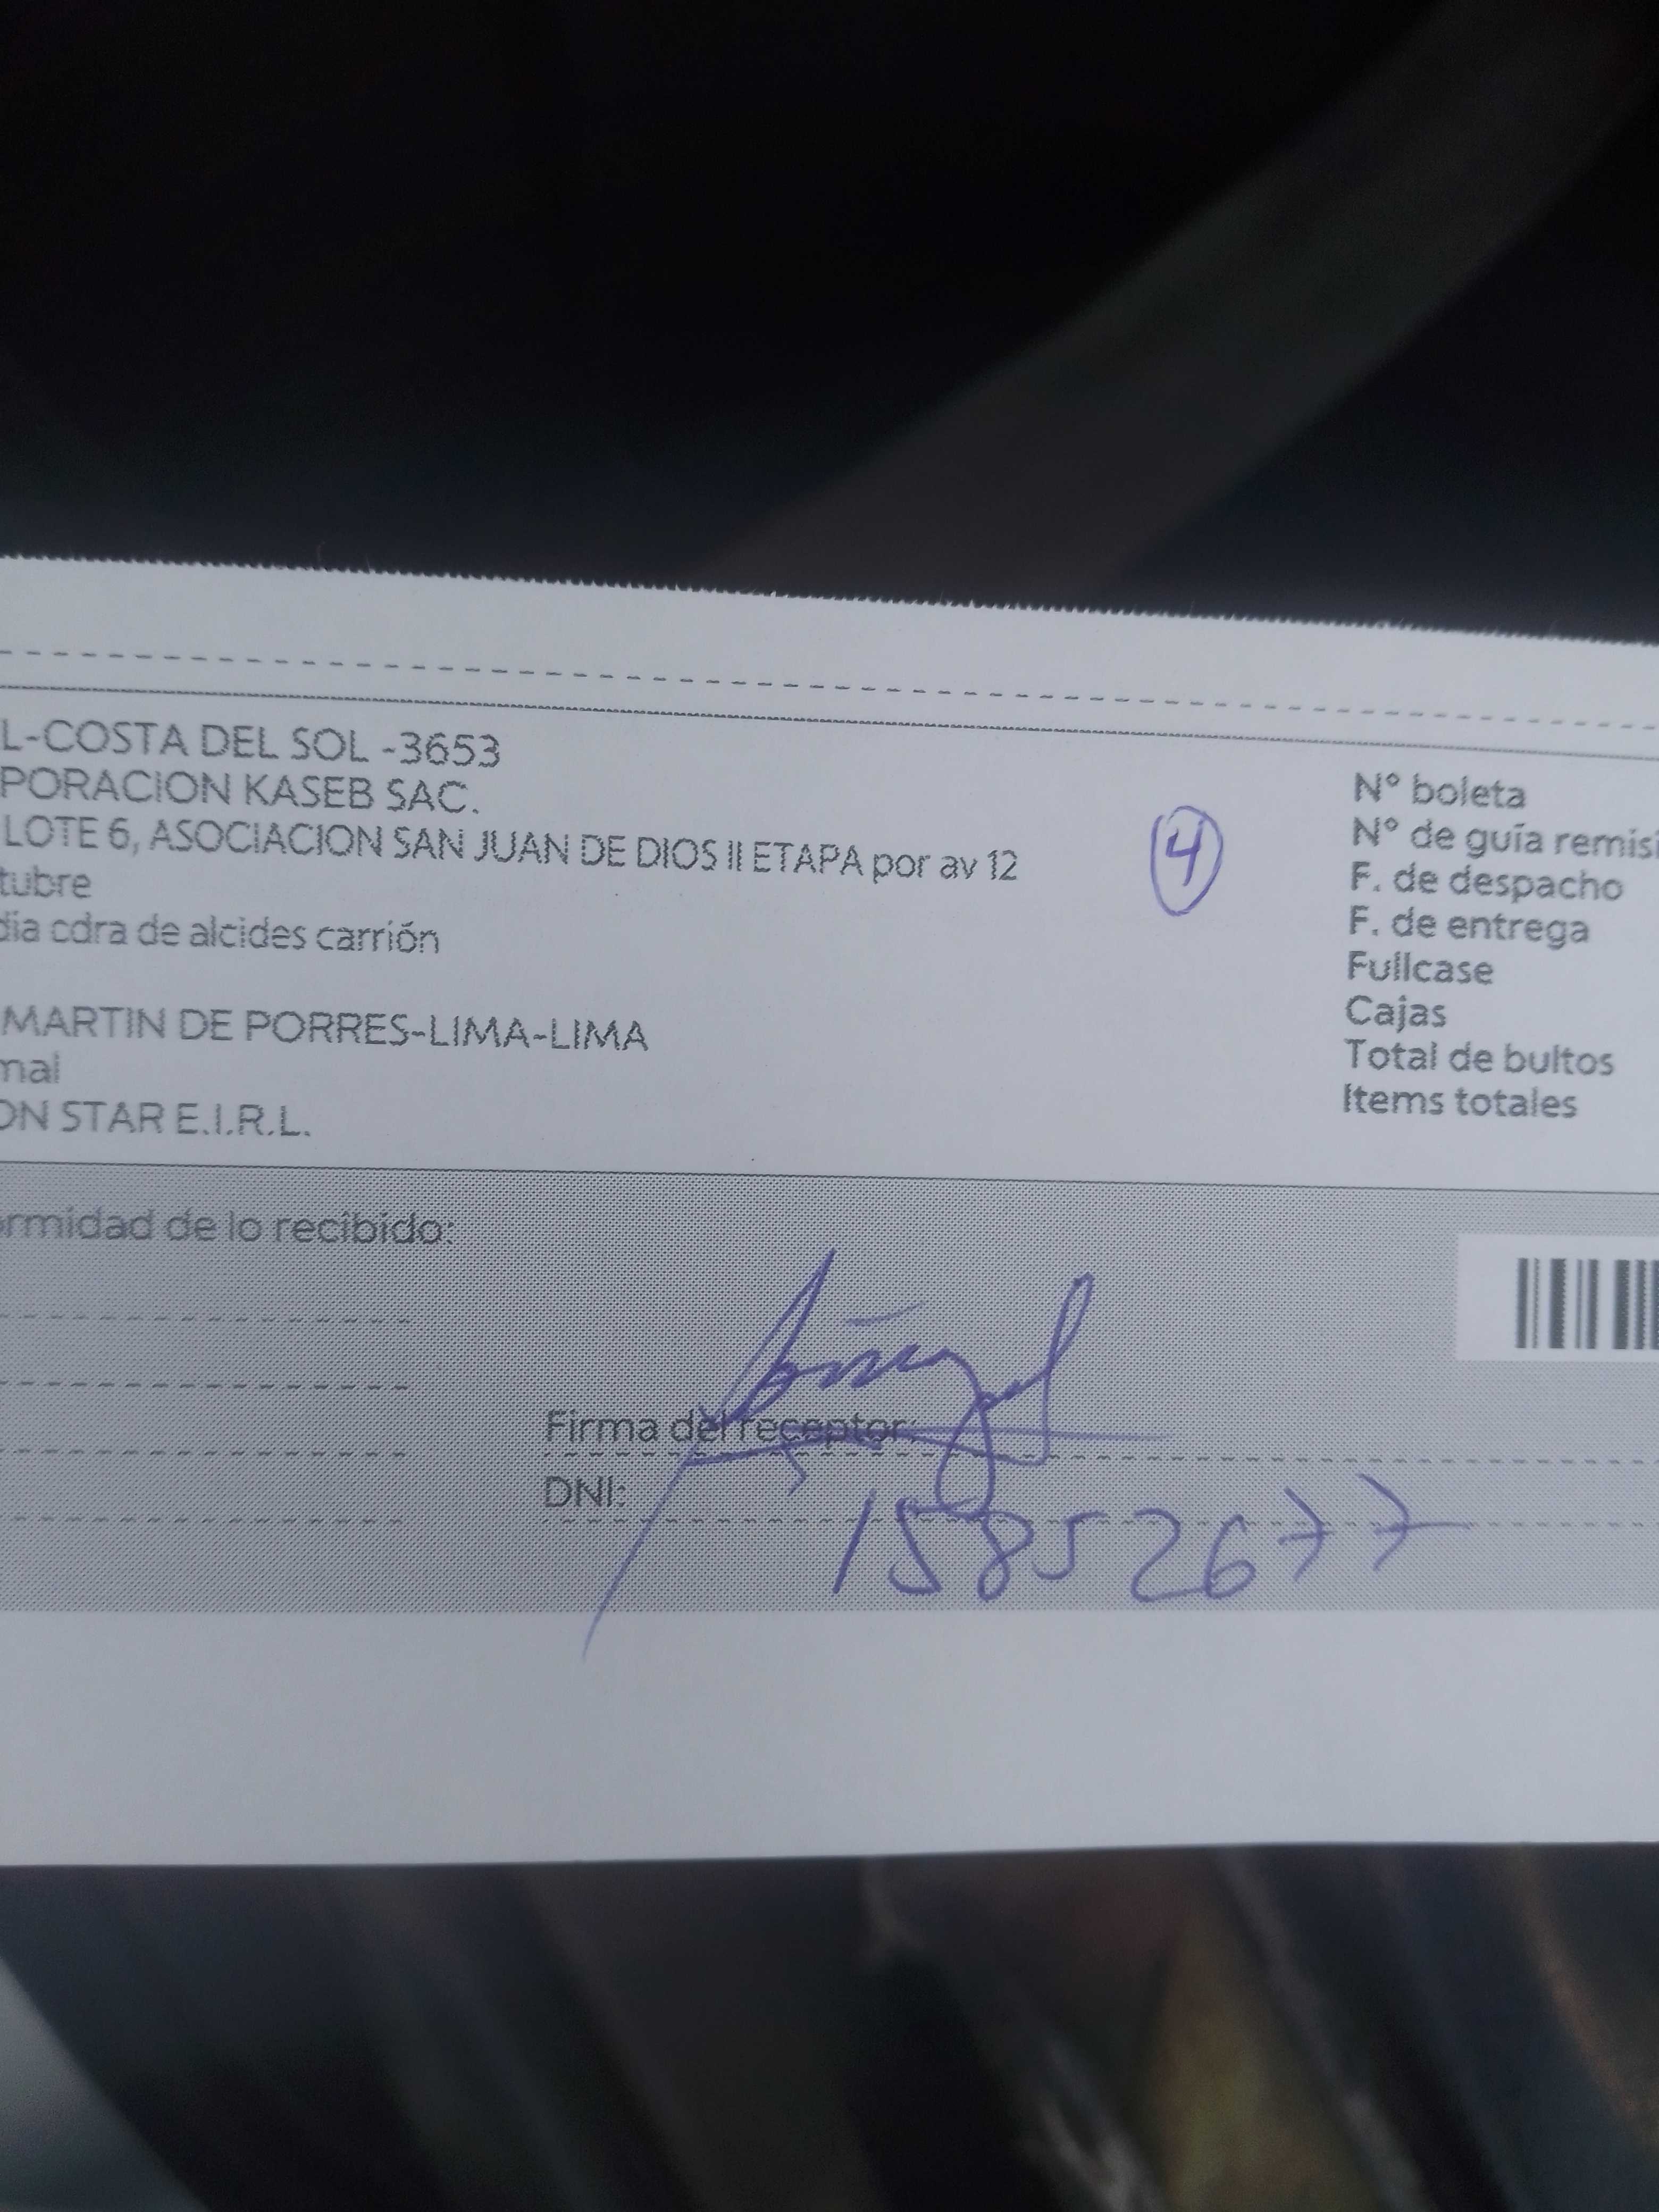 L-COSTA DEL SOL -3653
PORACION KASEB SAC.
LOTE 6, ASOCIACION SAN JUAN DE DIOS II ETAPA por av 12
tubre
dia cdra de alcides carrión
MARTIN DE PORRES-LIMA-LIMA
mal
ON STAR E.I.R.L.
4
N° boleta
N° de guía remisi
F. de despacho
F. de entrega
Fullcase
Cajas
Total de bultos
Items totales
ormidad de lo recibido:
Firma del receptor:
DNI:
15852677